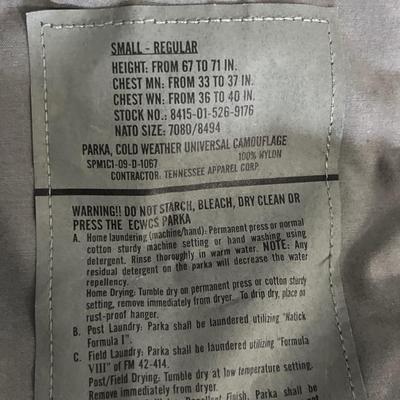 SMALL - REGULAR
HEIGHT: FROM 67 TO 71 IN.
CHEST MN: FROM 33 TO 37 IN.
CHEST WN: FROM 36 TO 40 IN.
STOCK NO.: 8415-01-526-9176
NATO SIZE: 7080/8494
PARKA, COLD WEATHER UNIVERSAL CAMOUFLAGE
SPM1C1-09-D-1067 100% NYLON
CONTRACTOR. TENNESSEE APPAREL CORP.
WARNING!! DO NOT STARCH, BLEACH, DRY CLEAN OR
PRESS THE ECWCS PARKA
A. Home laundering (machine/hand): Permanent press or normal
cotton sturdy machine setting or hand washing using
detergent. Rinse thoroughly in warm water. NOTE: Any
residual detergent on the parka will decrease the water
repellency.
Home Drying: Tumble dry on permanent press or cotton sturdy
setting, remove immediately from dryer. To drip dry, place on
rust-proof hanger.
B. Post Laundry: Parka shall be laundered utilizing "Natick
Formula I".
C. Field Laundry: Parka shall be laundered utilizing "Formula
VIII" of FM 42-414.
Post/Field Drying: Tumble dry at low temperature setting.
Remove immediately from dryer.
Durable Finish, Parka shall be